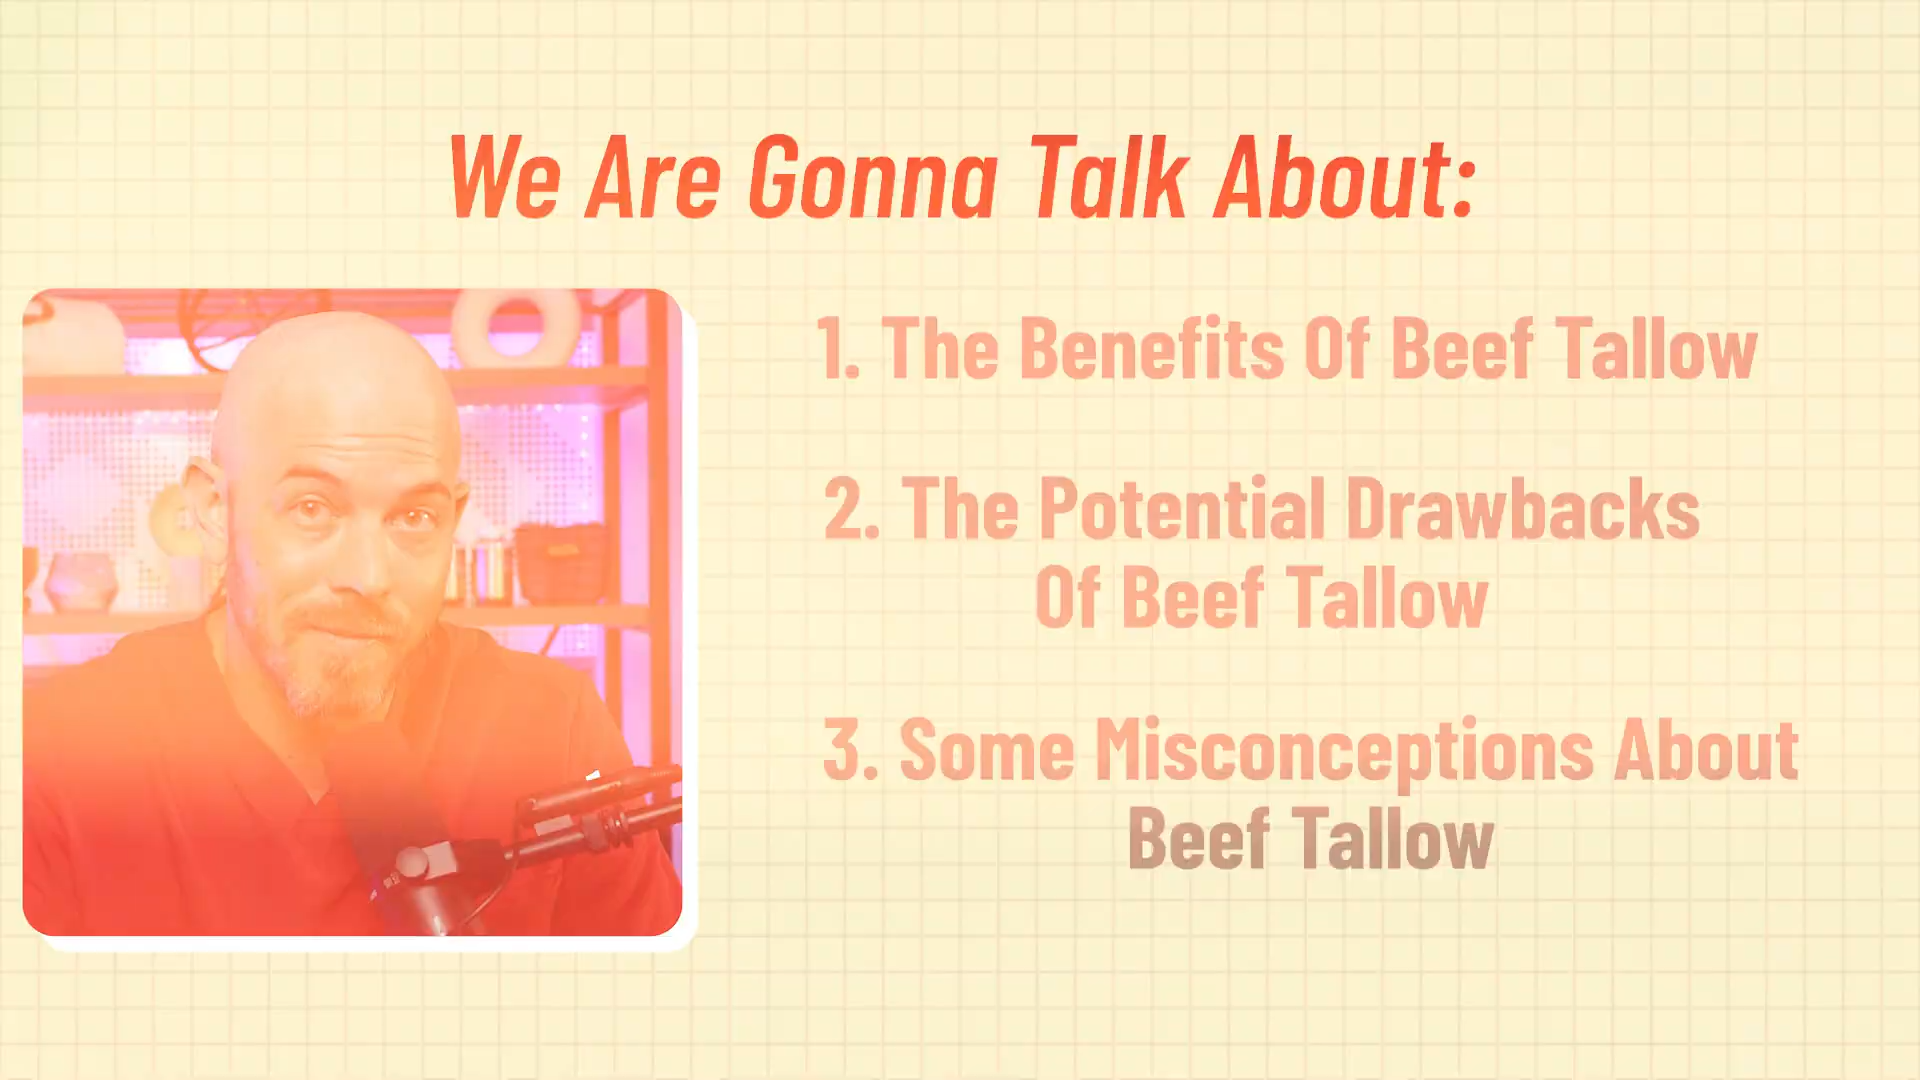 We Are Gonna Talk About:
1. The Benefits Of Beef Tallow
2. The Potential Drawbacks
Of Beef Tallow
3. Some Misconceptions About
Beef Tallow